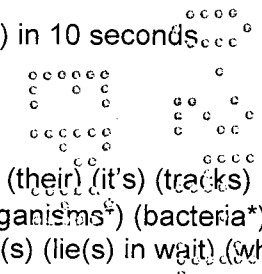 ) in 10 seconds
(their) (it's) (tracks)
ganisms*) (bacteria*)
(s) (lie(s) in wait) (wh